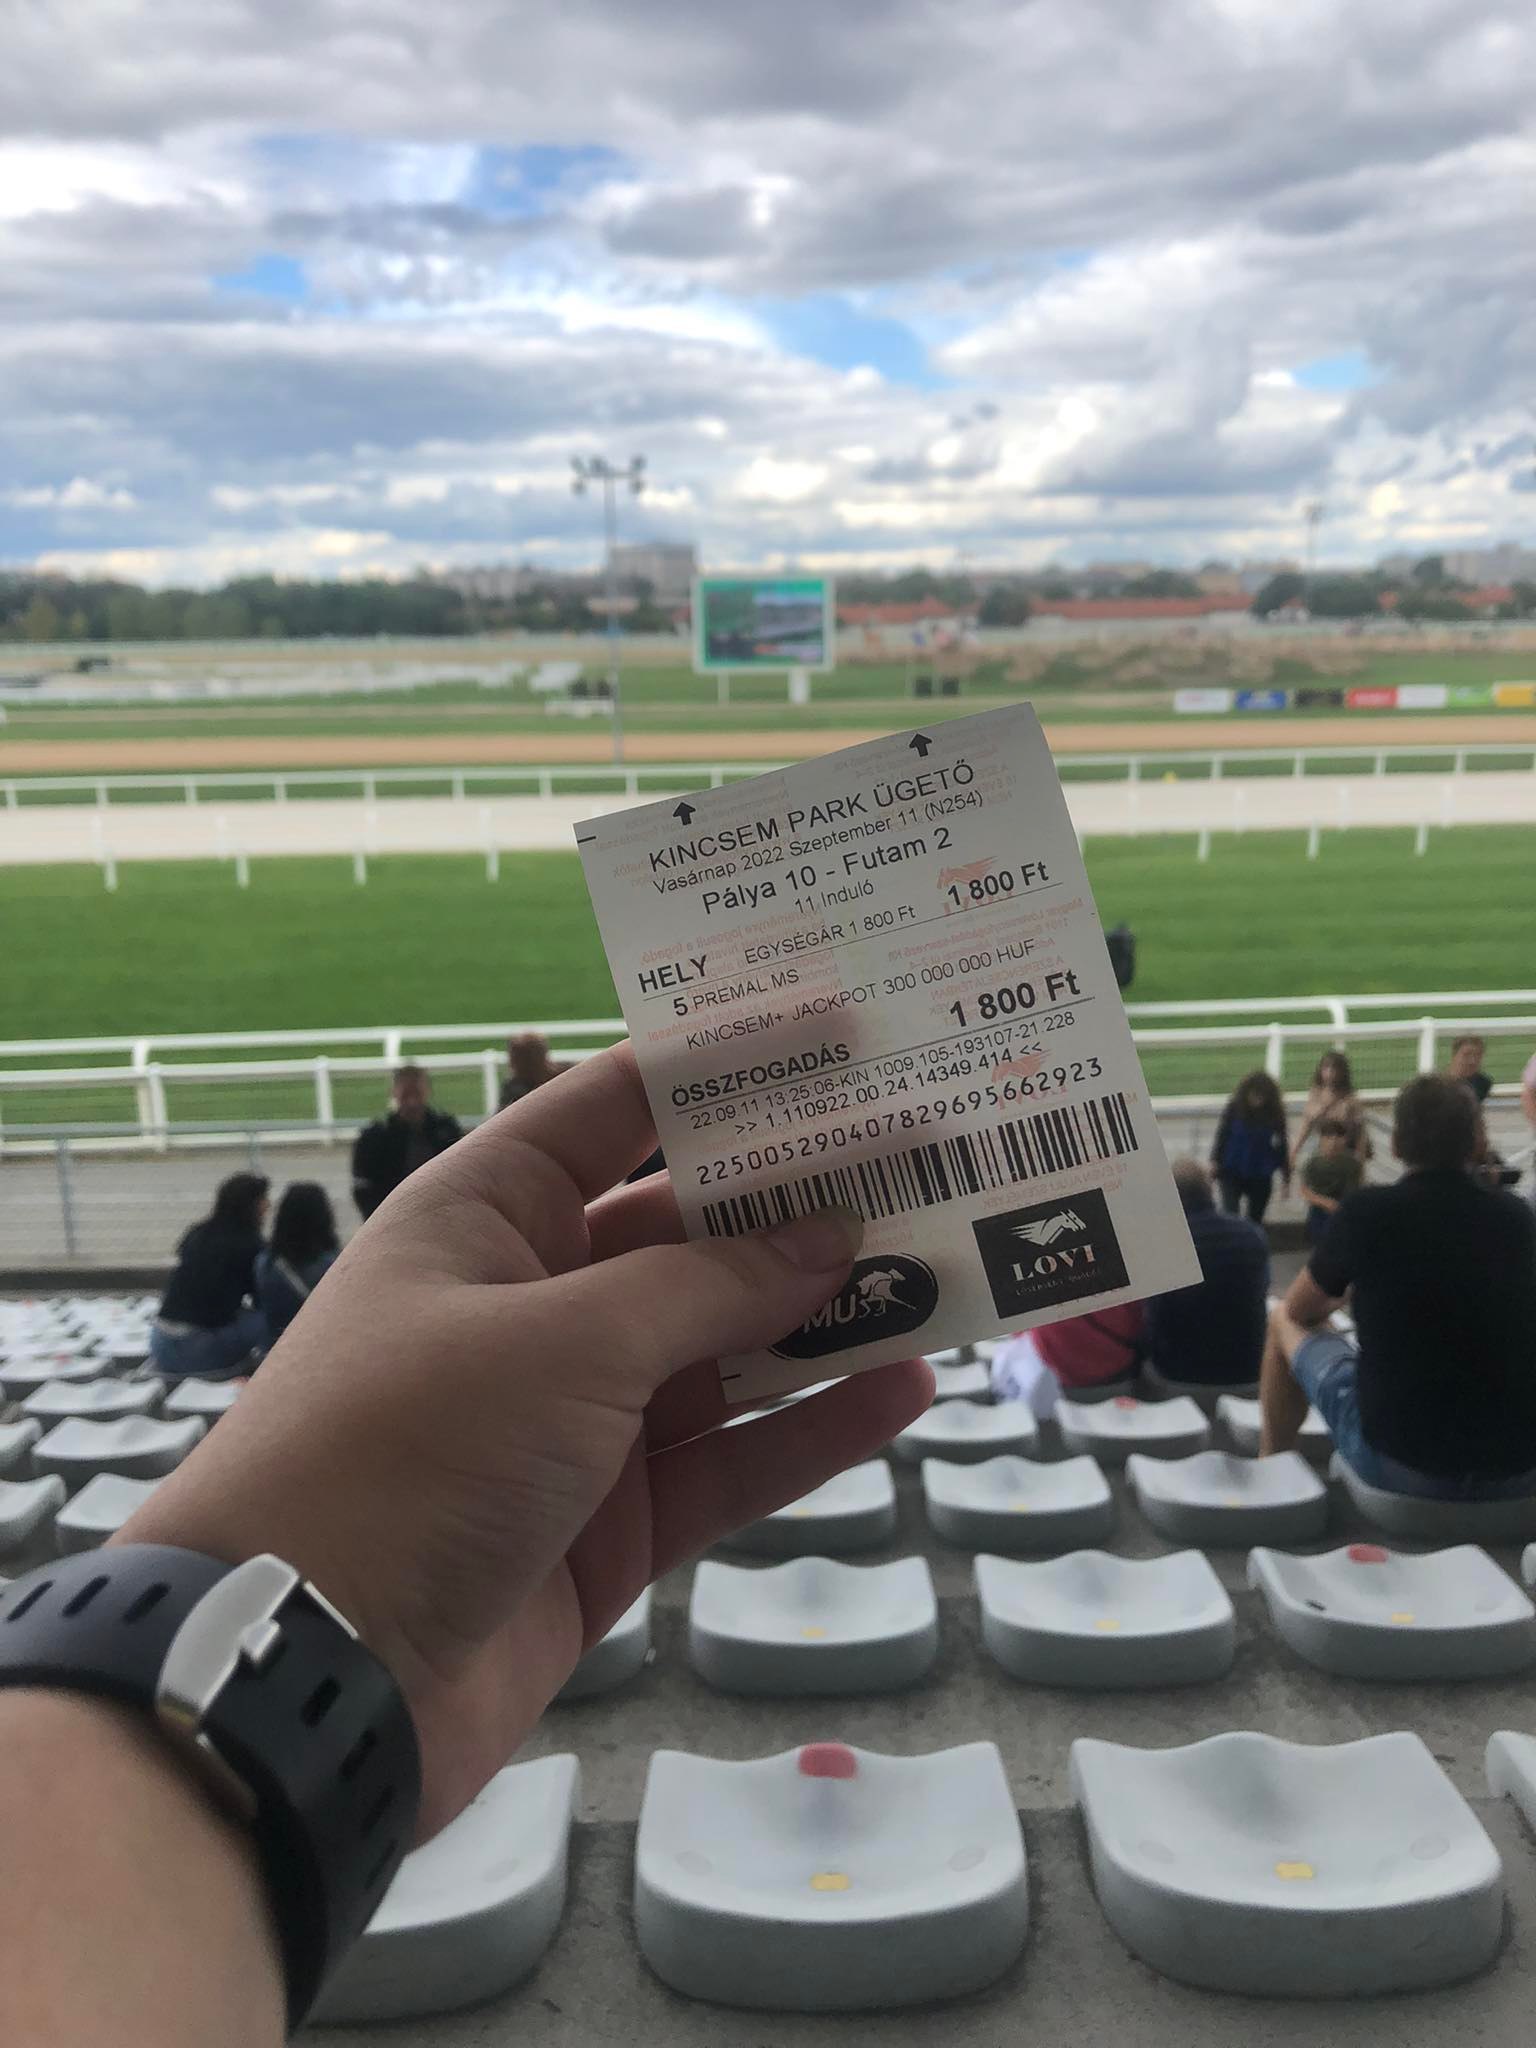 KINCSEM PARK ÜGETŐ
Vasárnap 2022 Szeptember 11 (N254)
Pálya 10 - Futam 2
11 Induló
HELY EGYSÉGÁR 1 800 Ft 1 800 Ft
5 PREMAL MS
KINCSEM+ JACKPOT 300 000 000 HUF
ÖSSZFOGADÁS 1 800 Ft
22.09.11 13:25:06-KIN 1009.105-193107-21.228
>> 1.110922.00.24.14349.414 <<
225005290407829695662923
MU
LOVI